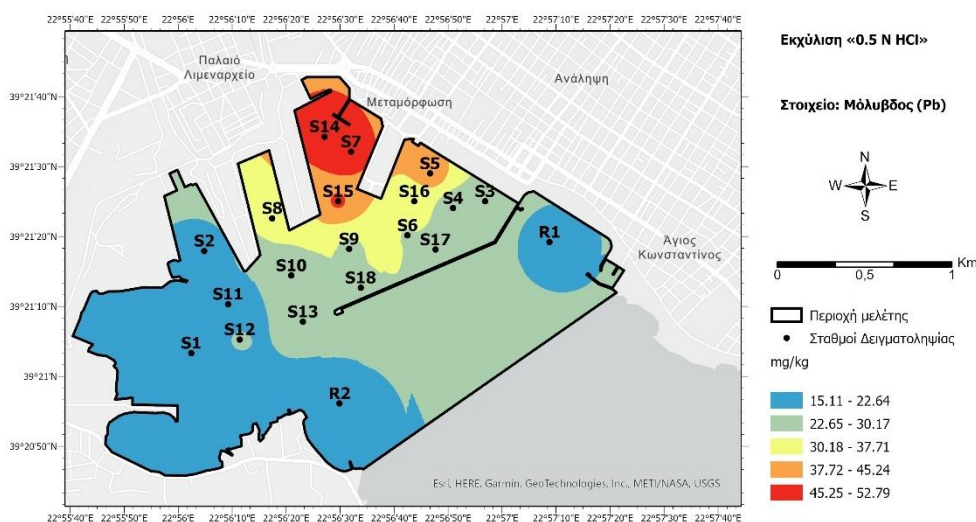 22°55'40"E 22°55'50"E 22°56'E 22°56'10"E 22°56'20"E 22°56'30"E 22°56'40"E 22°56'50"E 22°57'E 22°57'10"E 22°57'20"E 22°57'30"E 22°57'40"E
Εκχύλιση «0.5 N HCl»
Στοιχείο: Μόλυβδος (Pb)
Παλαιό
Λιμεναρχείο
Ανάληψη
Μεταμόρφωση
39°21'40"N
S14
S7
39°21'30"N
S5
S15
S16
S3
S4
S8
N
W E
S
39°21'20"N
S6
R1
S2
S9
S17
Άγιος
Κωνσταντίνος
S10
S18
39°21'10"N
S11
S13
S12
S1
39°21'N
R2
39°20'50"N
Esri, HERE, Garmin, GeoTechnologies, Inc., METI/NASA, USGS
22°55'40"E 22°55'50"E 22°56'E 22°56'10"E 22°56'20"E 22°56'30"E 22°56'40"E 22°56'50"E 22°57'E 22°57'10"E 22°57'20"E 22°57'30"E 22°57'40"E
Km
0 0,5 1
Περιοχή μελέτης
Σταθμοί Δειγματοληψίας
mg/kg
15.11 - 22.64
22.65 - 30.17
30.18 - 37.71
37.72 - 45.24
45.25 - 52.79